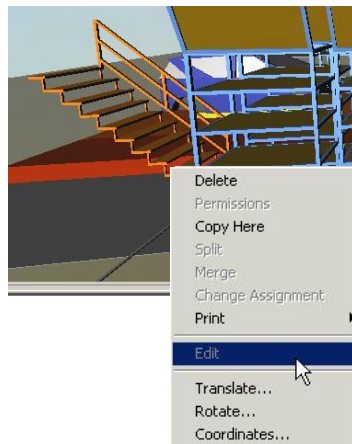 Delete
Permissions
Copy Here
Split
Merge
Change Assignment
Print
Edit
Translate...
Rotate...
Coordinates...